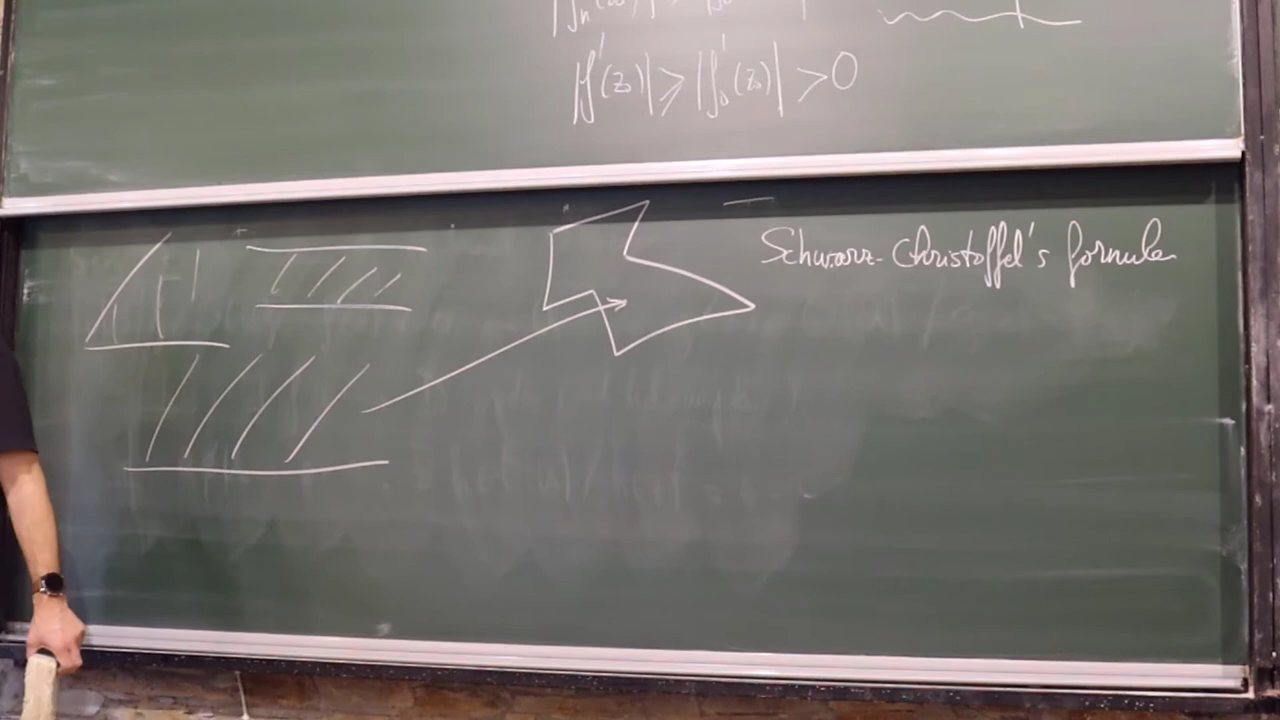 |f'(z₀)| ⩾ |f₀'(z₀)| > 0
Schwarz-Christoffel's formula